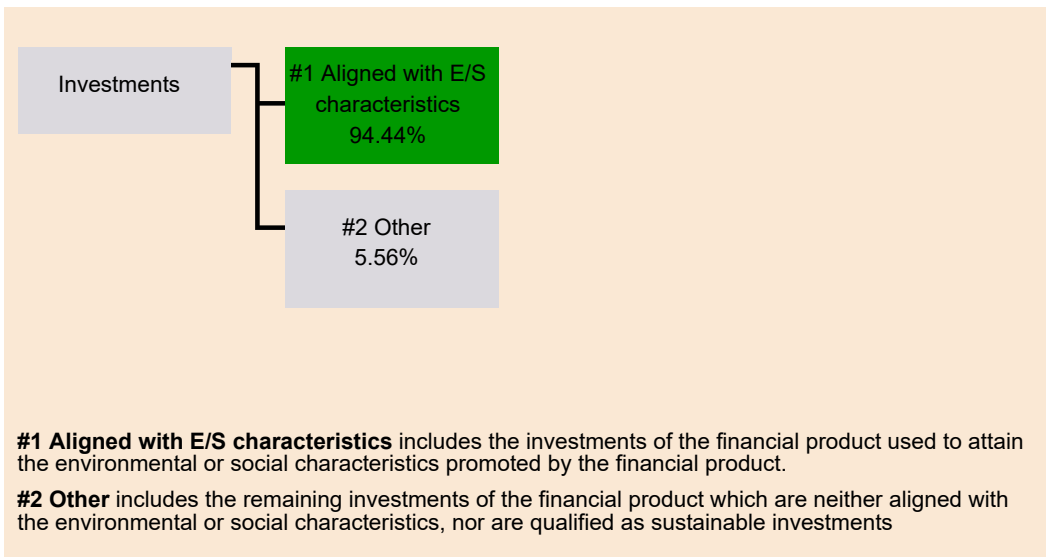 Investments
#1 Aligned with E/S
characteristics
94.44%
#2 Other
5.56%
#1 Aligned with E/S characteristics includes the investments of the financial product used to attain
the environmental or social characteristics promoted by the financial product.
#2 Other includes the remaining investments of the financial product which are neither aligned with
the environmental or social characteristics, nor are qualified as sustainable investments